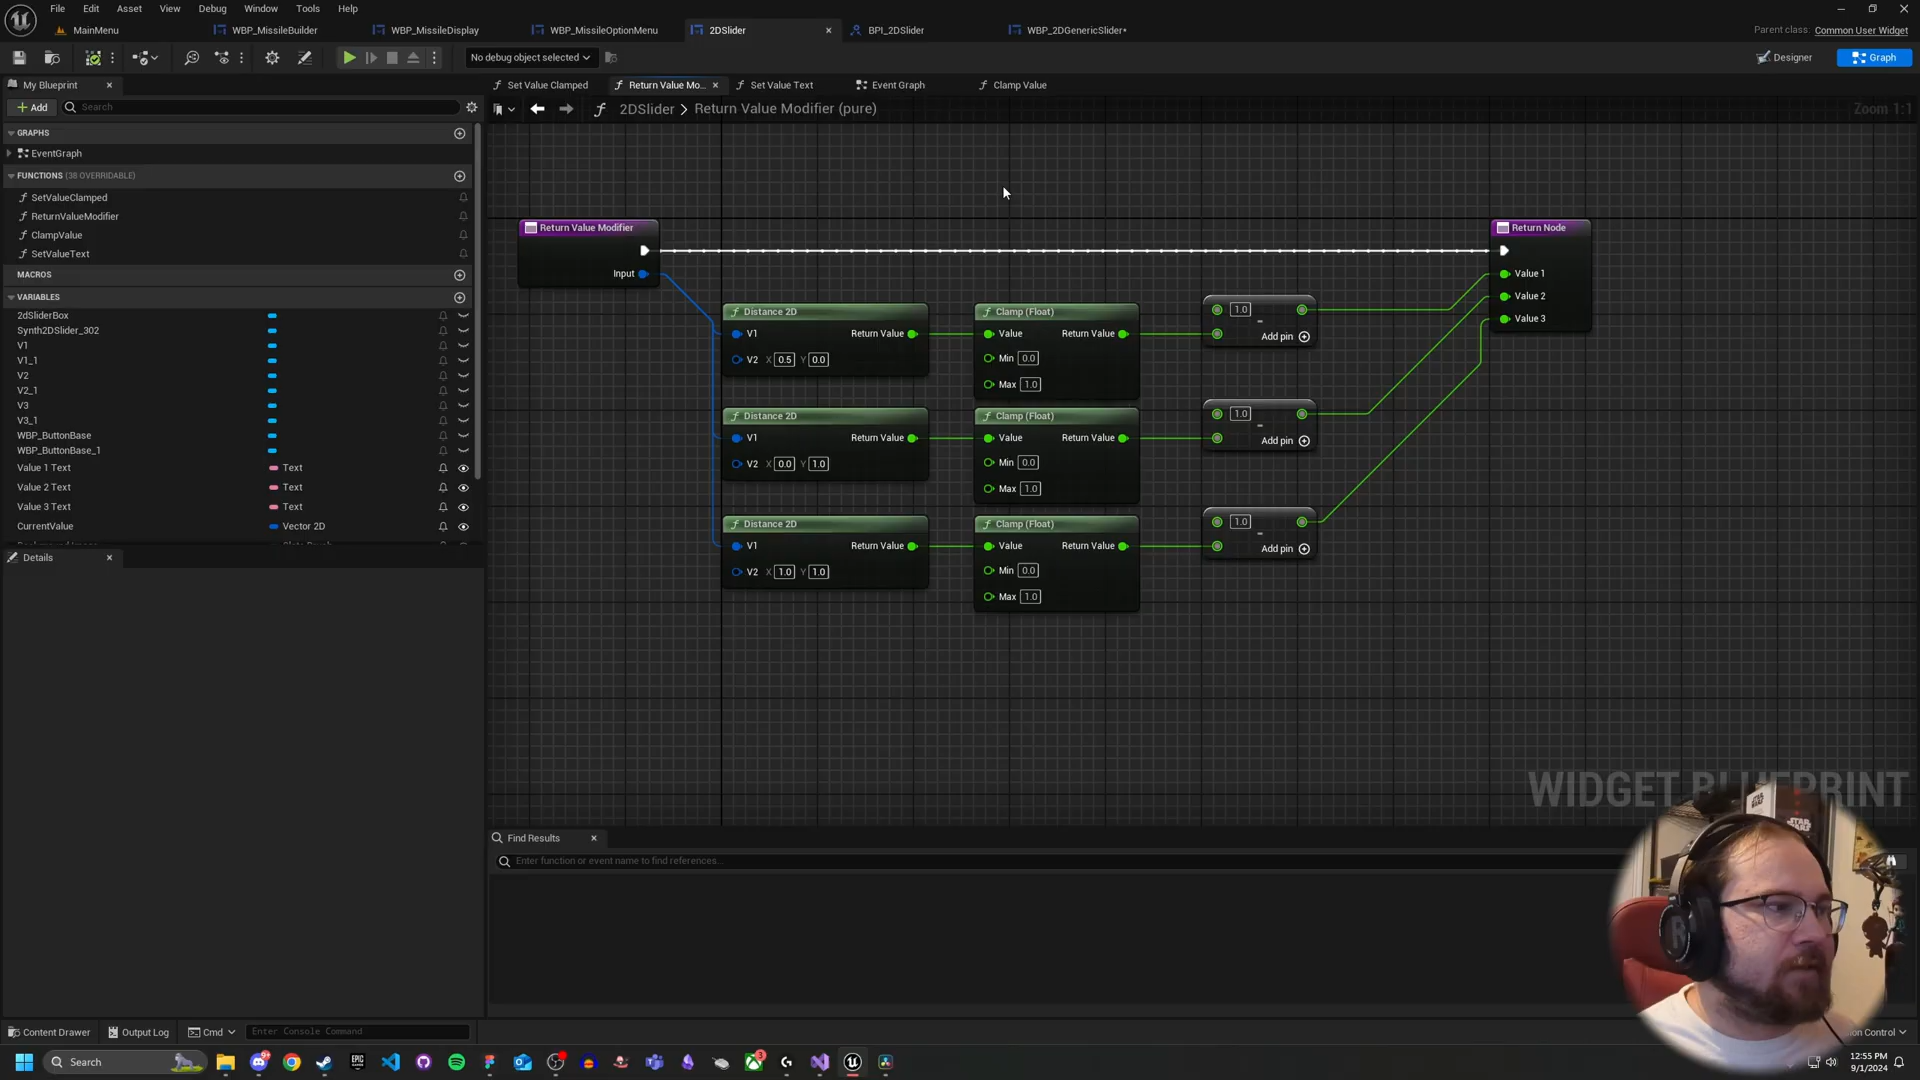 File Edit Asset View Debug Window Tools Help
MainMenu WBP_MissileBuilder WBP_MissileDisplay WBP_MissileOptionMenu 2DSlider BPI_2DSlider WBP_2DGenericSlider•
Parent class: Common User Widget
No debug object selected
Designer Graph
My Blueprint
Set Value Clamped Return Value Mo... Set Value Text Event Graph Clamp Value
Add Search
2DSlider > Return Value Modifier (pure)
Zoom 1:1
GRAPHS
EventGraph
FUNCTIONS (38 OVERRIDABLE)
SetValueClamped
ReturnValueModifier
ClampValue
SetValueText
MACROS
VARIABLES
2dSliderBox
Synth2DSlider_302
V1
V1_1
V2
V2_1
V3
V3_1
WBP_ButtonBase
WBP_ButtonBase_1
Value 1 Text Text
Value 2 Text Text
Value 3 Text Text
CurrentValue Vector 2D
Details
Return Value Modifier
Input
Distance 2D
V1 Return Value
V2 X 0.5 Y 0.0
Clamp (Float)
Value Return Value
Min 0.0
Max 1.0
1.0
-
Add pin
Distance 2D
V1 Return Value
V2 X 0.0 Y 1.0
Clamp (Float)
Value Return Value
Min 0.0
Max 1.0
1.0
-
Add pin
Distance 2D
V1 Return Value
V2 X 1.0 Y 1.0
Clamp (Float)
Value Return Value
Min 0.0
Max 1.0
1.0
-
Add pin
Return Node
Value 1
Value 2
Value 3
WIDGET BLUEPRINT
STAR WARS
Find Results
Enter function or event name to find references...
Content Drawer Output Log Cmd Enter Console Command
Search
12:55 PM
9/1/2024